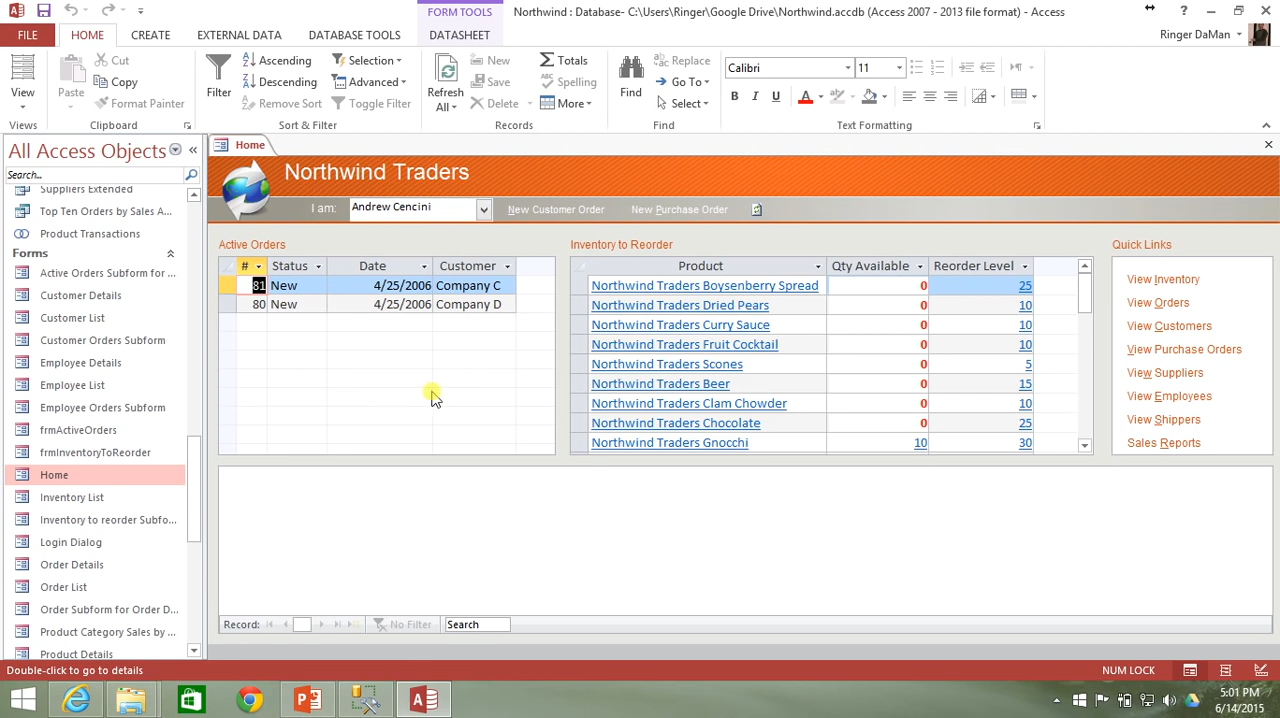 FORM TOOLS
Northwind : Database- C:\Users\Ringer\Google Drive\Northwind.accdb (Access 2007 - 2013 file format) - Access
FILE HOME CREATE EXTERNAL DATA DATABASE TOOLS DATASHEET
Ringer DaMan
View
Views
Paste
Cut
Copy
Format Painter
Clipboard
Filter
Ascending
Descending
Remove Sort
Selection
Advanced
Toggle Filter
Sort & Filter
Refresh
All
New
Save
Delete
Totals
Spelling
More
Records
Find
Replace
Go To
Select
Find
Calibri
11
B I U A
Text Formatting
All Access Objects
Search...
Suppliers Extended
Top Ten Orders by Sales A...
Product Transactions
Forms
Active Orders Subform for ...
Customer Details
Customer List
Customer Orders Subform
Employee Details
Employee List
Employee Orders Subform
frmActiveOrders
frmInventoryToReorder
Home
Inventory List
Inventory to reorder Subfo...
Login Dialog
Order Details
Order List
Order Subform for Order D...
Product Category Sales by ...
Product Details
Home
Northwind Traders
I am: Andrew Cencini New Customer Order New Purchase Order
Active Orders
# Status Date Customer
81 New 4/25/2006 Company C
80 New 4/25/2006 Company D
Inventory to Reorder
Product Qty Available Reorder Level
Northwind Traders Boysenberry Spread 0 25
Northwind Traders Dried Pears 0 10
Northwind Traders Curry Sauce 0 10
Northwind Traders Fruit Cocktail 0 10
Northwind Traders Scones 0 5
Northwind Traders Beer 0 15
Northwind Traders Clam Chowder 0 10
Northwind Traders Chocolate 0 25
Northwind Traders Gnocchi 10 30
Quick Links
View Inventory
View Orders
View Customers
View Purchase Orders
View Suppliers
View Employees
View Shippers
Sales Reports
Record: No Filter Search
Double-click to go to details
NUM LOCK
5:01 PM
6/14/2015